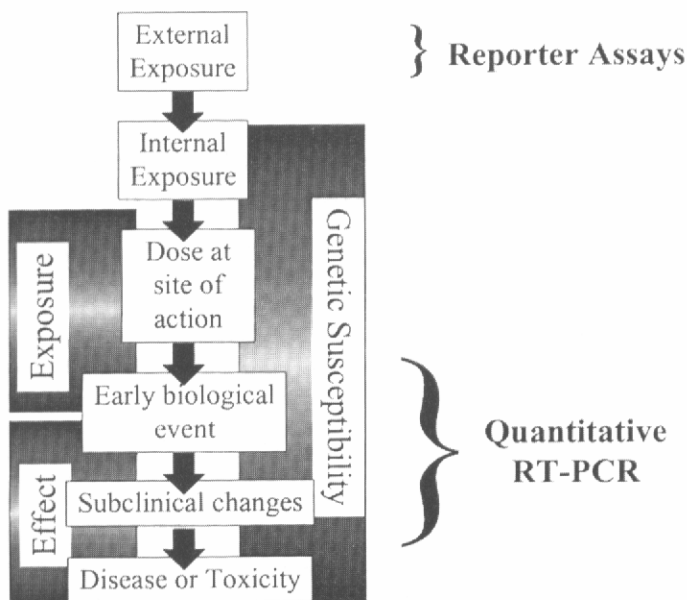 External
Exposure
} Reporter Assays
Internal
Exposure
Dose at
site of
action
Exposure
Genetic Susceptibility
Early biological
event
} Quantitative
RT-PCR
Subclinical changes
Effect
Disease or Toxicity